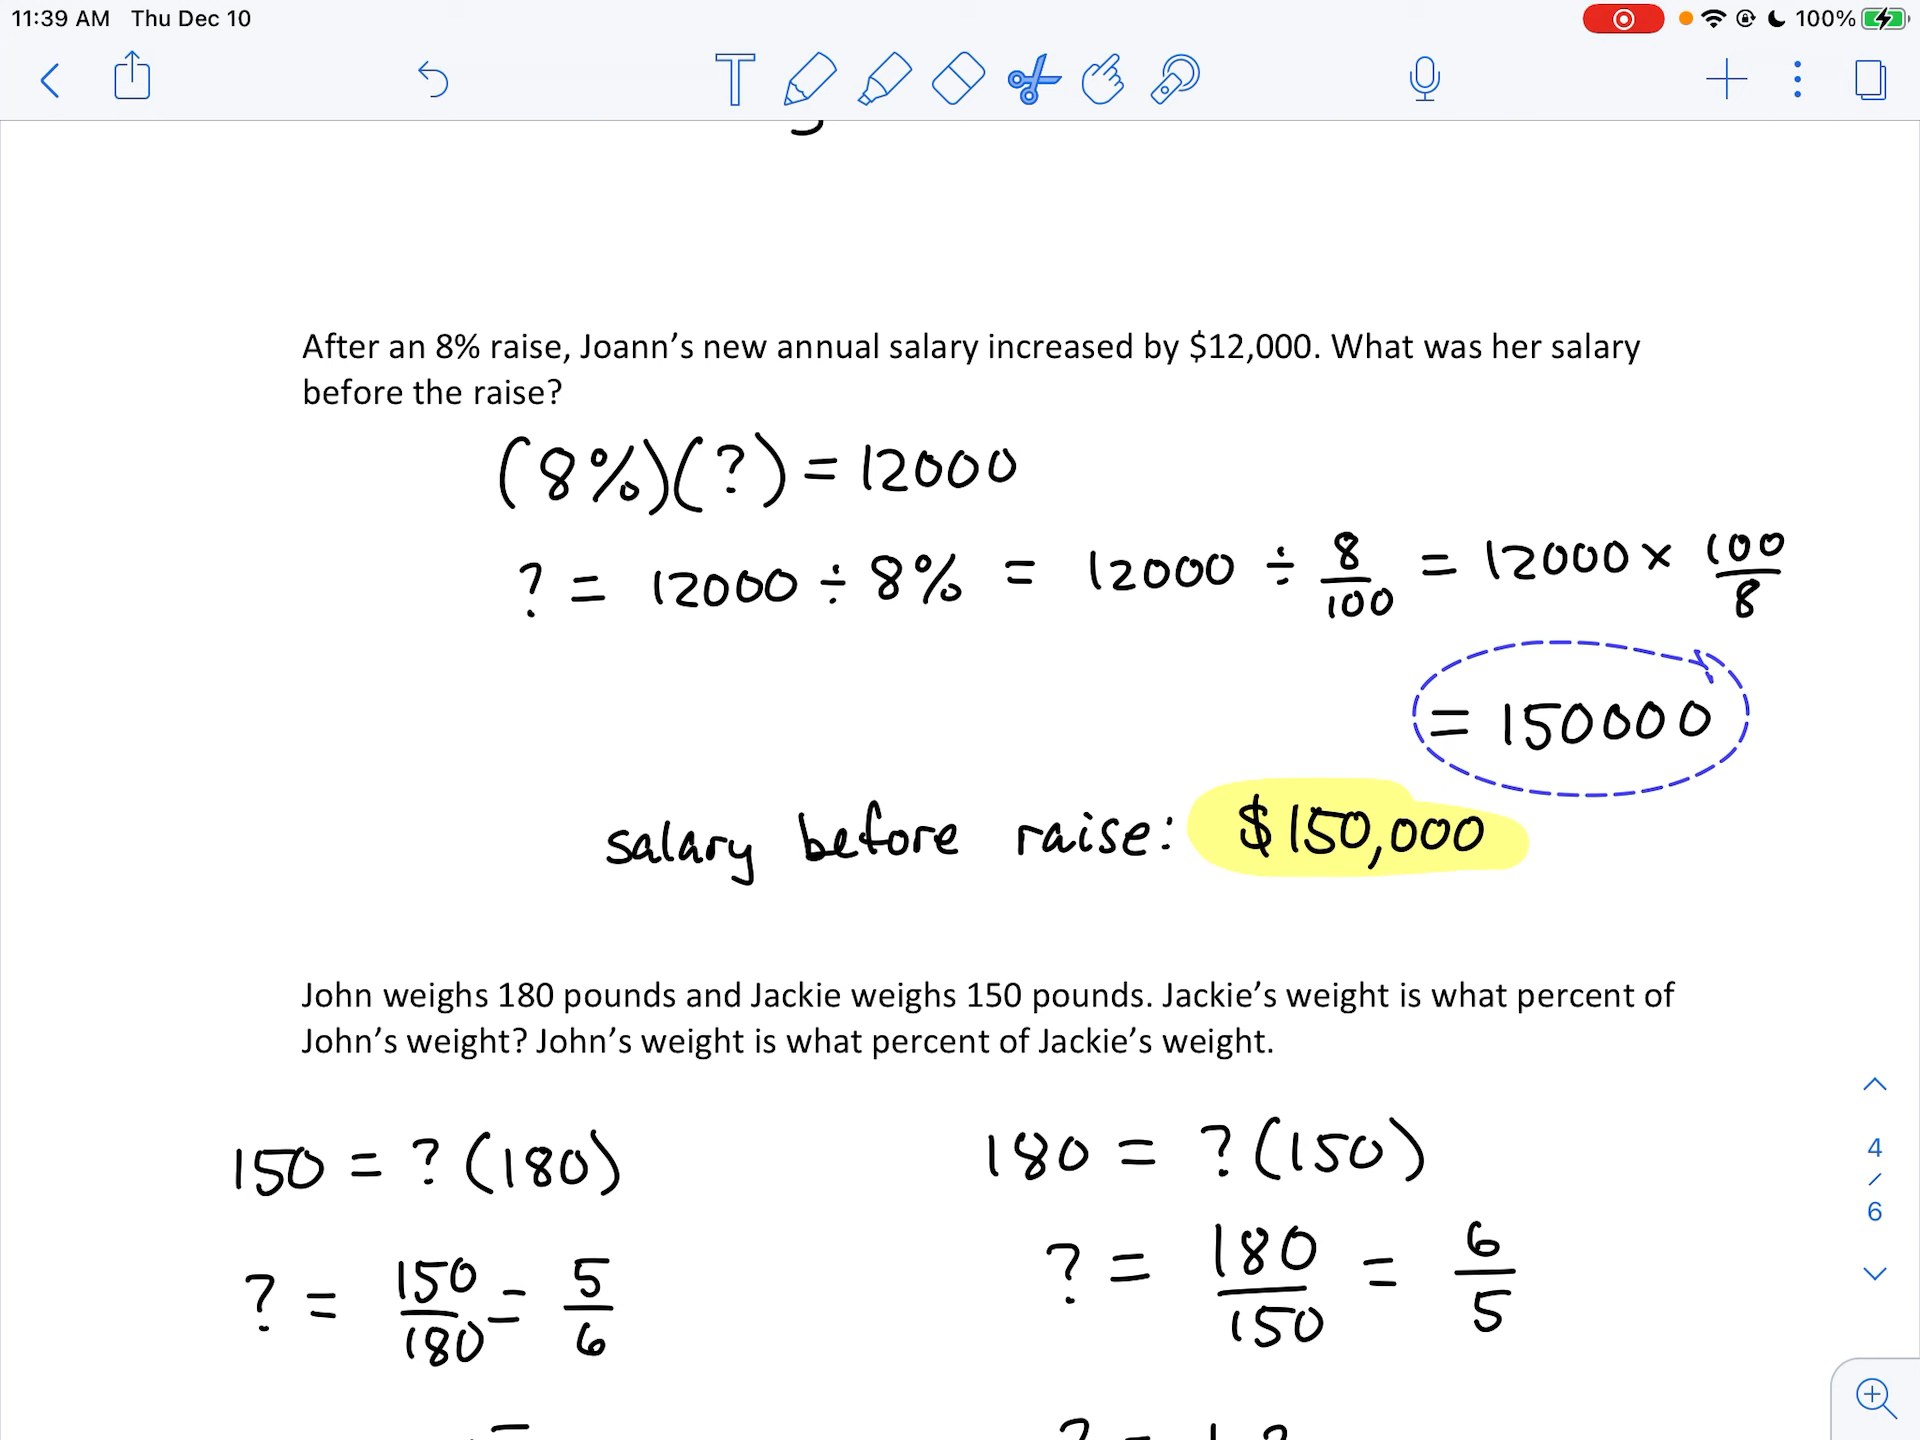 11:39 AM Thu Dec 10 100%
T
After an 8% raise, Joann’s new annual salary increased by $12,000. What was her salary
before the raise?
(8%)(?) = 12000
? = 12000 ÷ 8% = 12000 ÷ 8/100 = 12000 × 100/8
= 150000
salary before raise: $150,000
John weighs 180 pounds and Jackie weighs 150 pounds. Jackie’s weight is what percent of
John’s weight? John’s weight is what percent of Jackie’s weight.
150 = ? (180)
? = 150/180 = 5/6
180 = ? (150)
? = 180/150 = 6/5
4
/
6